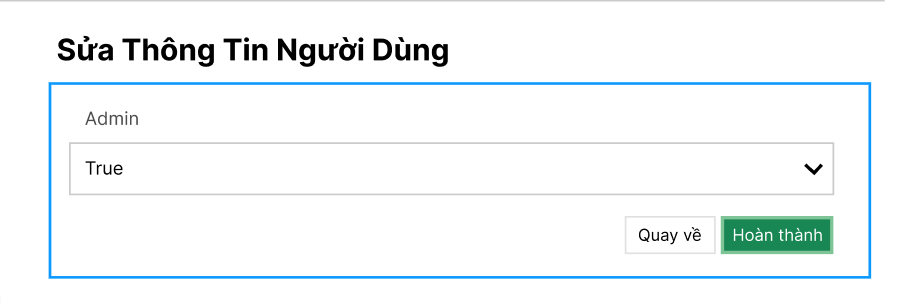 Sửa Thông Tin Người Dùng
Admin
True
Quay về Hoàn thành